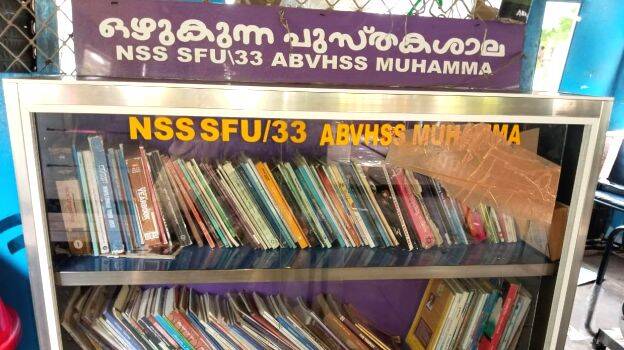 ഒഴുകുന്ന പുസ്തകശാല
NSS SFU\33 ABVHSS MUHAMMA
NSS SFU/33 ABVHSS MUHAMMA